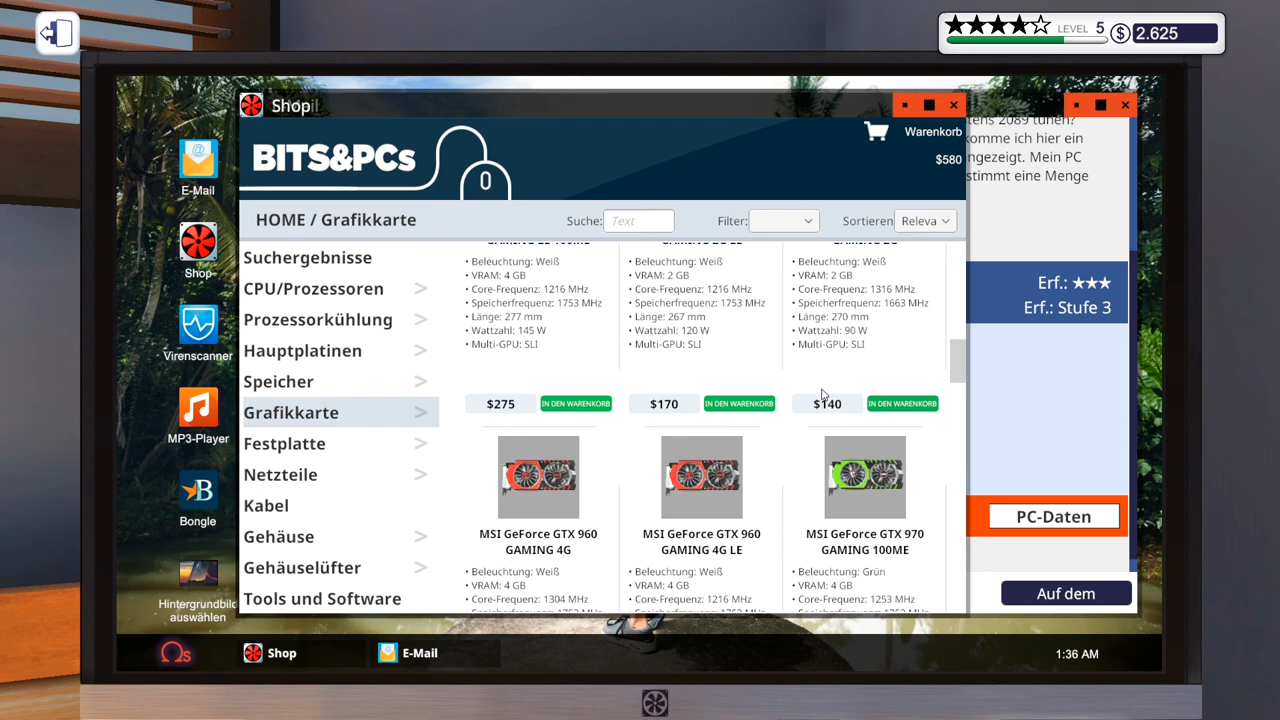 LEVEL 5
$ 2.625
Shop
BITS&PCs
Warenkorb
$580
HOME / Grafikkarte
Suche: Text
Filter:
Sortieren Releva
Suchergebnisse
CPU/Prozessoren >
Prozessorkühlung >
Hauptplatinen >
Speicher >
Grafikkarte >
Festplatte >
Netzteile >
Kabel
Gehäuse >
Gehäuselüfter >
Tools und Software
• Beleuchtung: Weiß
• VRAM: 4 GB
• Core-Frequenz: 1216 MHz
• Speicherfrequenz: 1753 MHz
• Länge: 277 mm
• Wattzahl: 145 W
• Multi-GPU: SLI
$275
IN DEN WARENKORB
• Beleuchtung: Weiß
• VRAM: 2 GB
• Core-Frequenz: 1216 MHz
• Speicherfrequenz: 1753 MHz
• Länge: 267 mm
• Wattzahl: 120 W
• Multi-GPU: SLI
$170
IN DEN WARENKORB
• Beleuchtung: Weiß
• VRAM: 2 GB
• Core-Frequenz: 1316 MHz
• Speicherfrequenz: 1663 MHz
• Länge: 270 mm
• Wattzahl: 90 W
• Multi-GPU: SLI
$140
IN DEN WARENKORB
MSI GeForce GTX 960
GAMING 4G
• Beleuchtung: Weiß
• VRAM: 4 GB
• Core-Frequenz: 1304 MHz
MSI GeForce GTX 960
GAMING 4G LE
• Beleuchtung: Weiß
• VRAM: 4 GB
• Core-Frequenz: 1216 MHz
MSI GeForce GTX 970
GAMING 100ME
• Beleuchtung: Grün
• VRAM: 4 GB
• Core-Frequenz: 1253 MHz
tens 2089 tunen?
komme ich hier ein
ngezeigt. Mein PC
stimmt eine Menge
Erf.: ★★★
Erf.: Stufe 3
PC-Daten
Auf dem
E-Mail
Shop
Virenscanner
MP3-Player
Bongle
Hintergrundbild
auswählen
Shop
E-Mail
1:36 AM